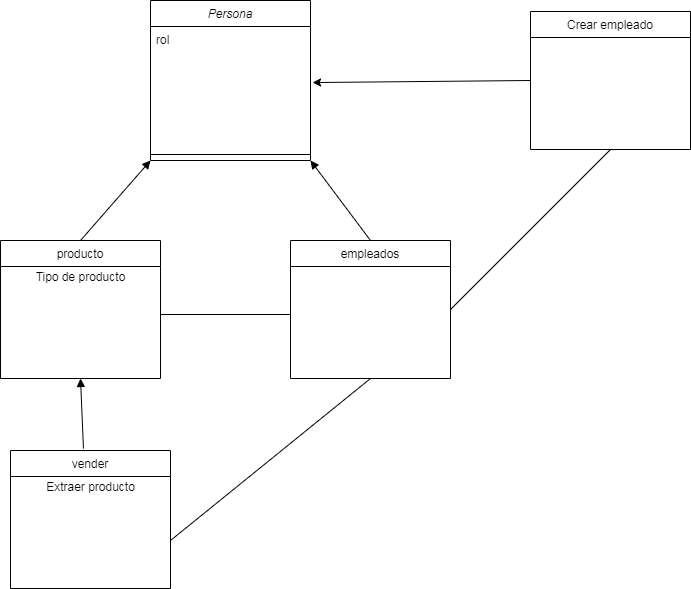 Persona
rol
Crear empleado
producto
Tipo de producto
empleados
vender
Extraer producto